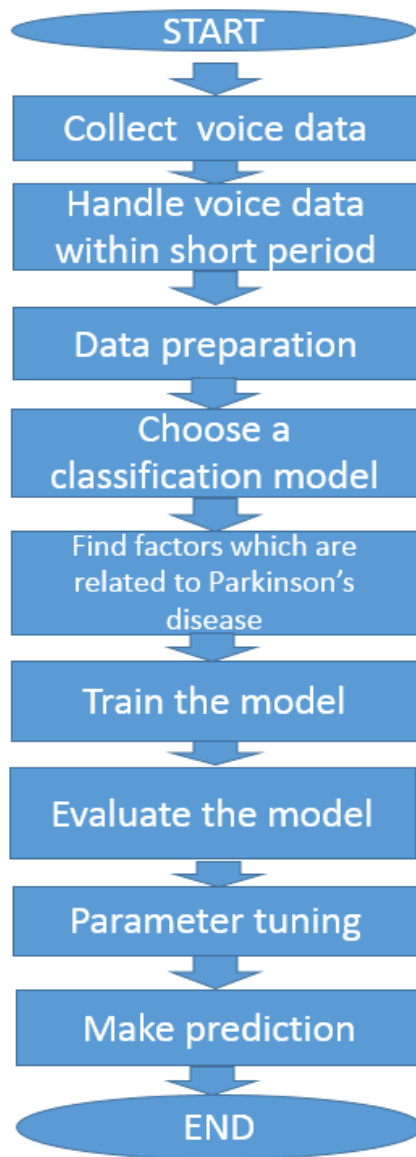 START
Collect voice data
Handle voice data
within short period
Data preparation
Choose a
classification model
Find factors which are
related to Parkinson's
disease
Train the model
Evaluate the model
Parameter tuning
Make prediction
END